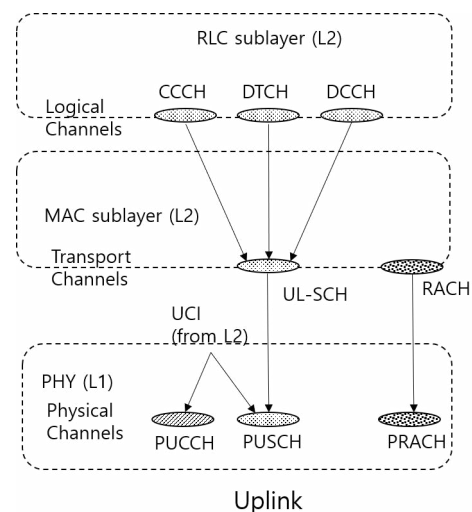 RLC sublayer (L2)
CCCH DTCH DCCH
Logical
Channels
MAC sublayer (L2)
Transport
Channels
UL-SCH
RACH
UCI
(from L2)
PHY (L1)
Physical
Channels
PUCCH PUSCH PRACH
Uplink